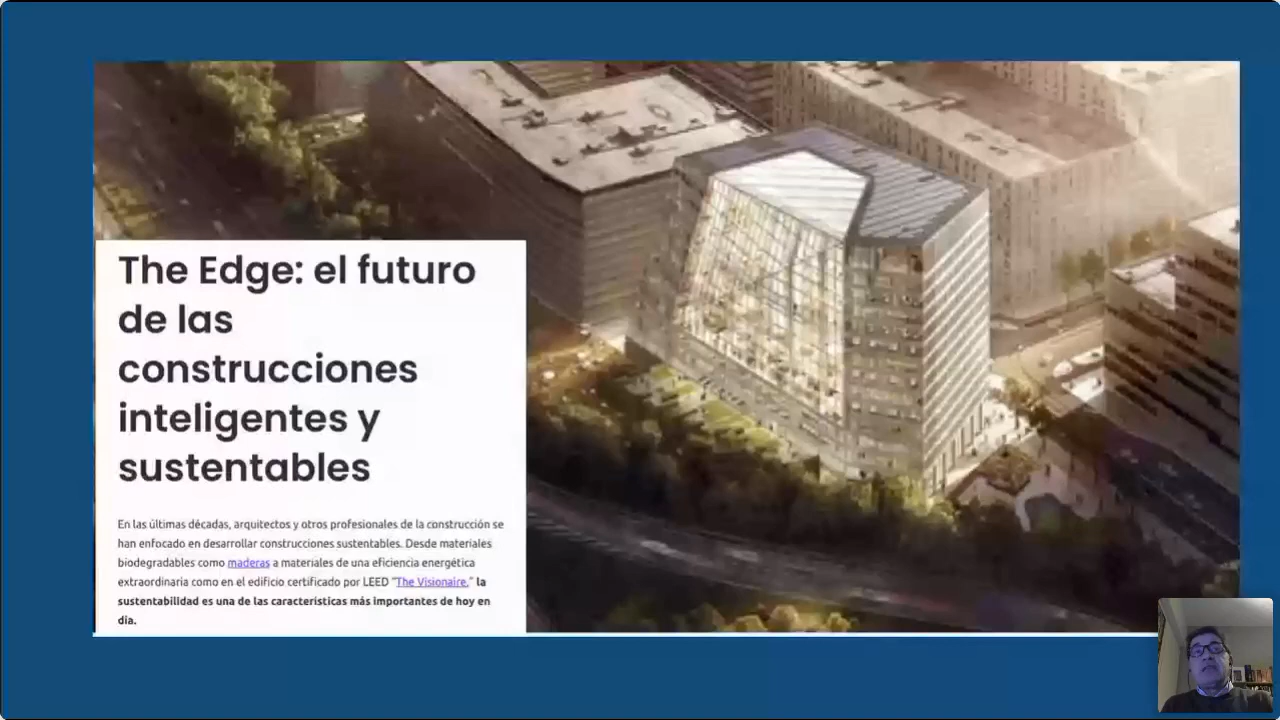 The Edge: el futuro
de las
construcciones
inteligentes y
sustentables
En las últimas décadas, arquitectos y otros profesionales de la construcción se
han enfocado en desarrollar construcciones sustentables. Desde materiales
biodegradables como maderas a materiales de una eficiencia energética
extraordinaria como en el edificio certificado por LEED "The Visionaire," la
sustentabilidad es una de las características más importantes de hoy en
día.